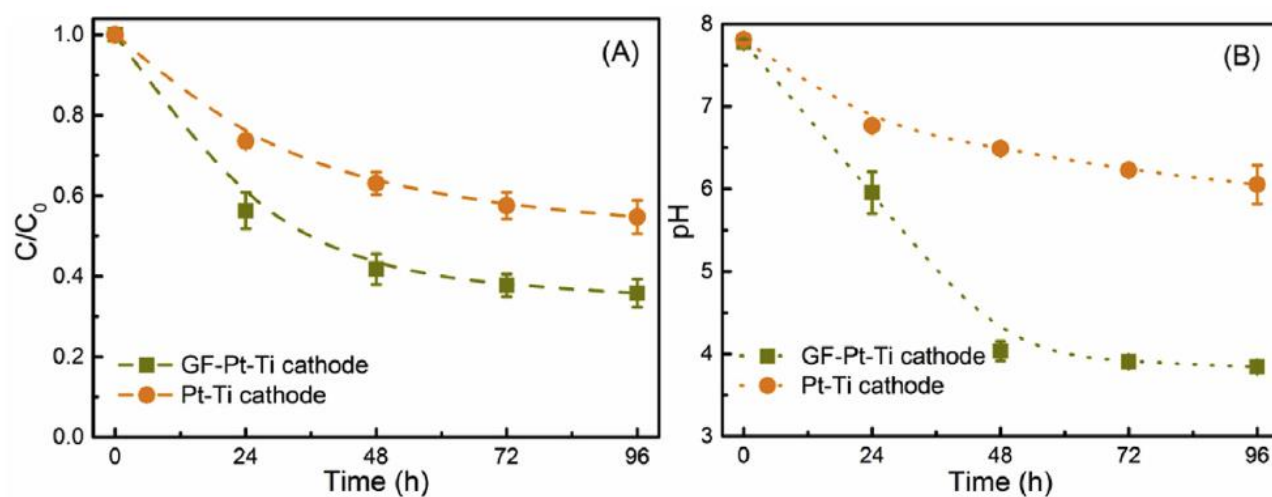 (A)
C/C₀
1.0
0.8
0.6
0.4
0.2
0.0
GF-Pt-Ti cathode
Pt-Ti cathode
0 24 48 72 96
Time (h)
(B)
pH
8
7
6
5
4
3
GF-Pt-Ti cathode
Pt-Ti cathode
0 24 48 72 96
Time (h)